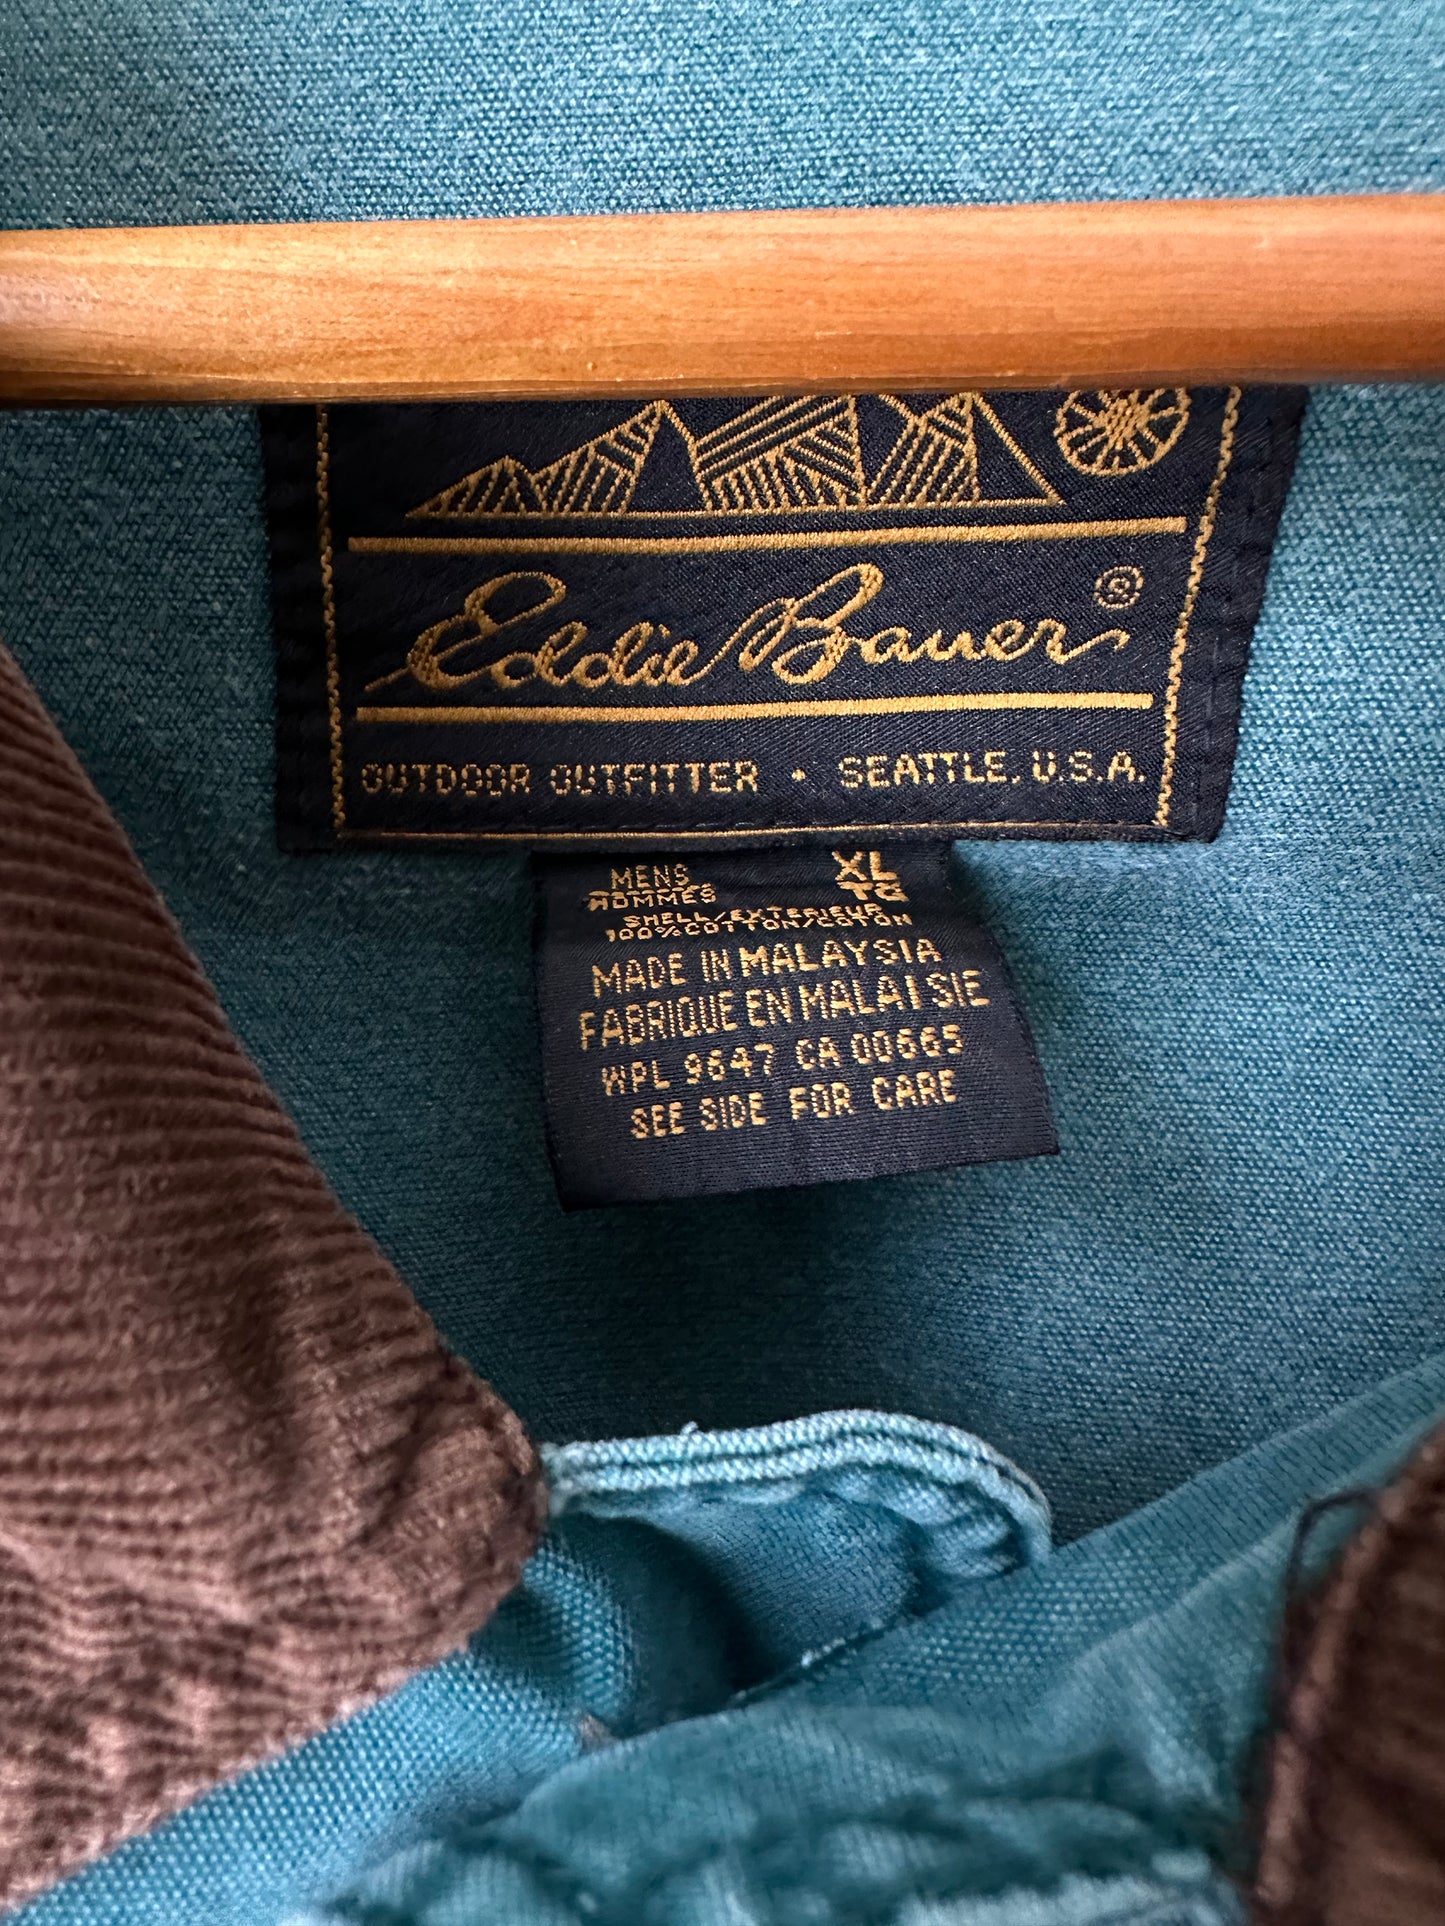 Eddie Bauer ®
OUTDOOR OUTFITTER • SEATTLE, U.S.A.
MENS XL
HOMMES TG
SHELL/EXTERIEUR
100%COTTON/COTON
MADE IN MALAYSIA
FABRIQUE EN MALAISIE
WPL 9647 CA 00665
SEE SIDE FOR CARE